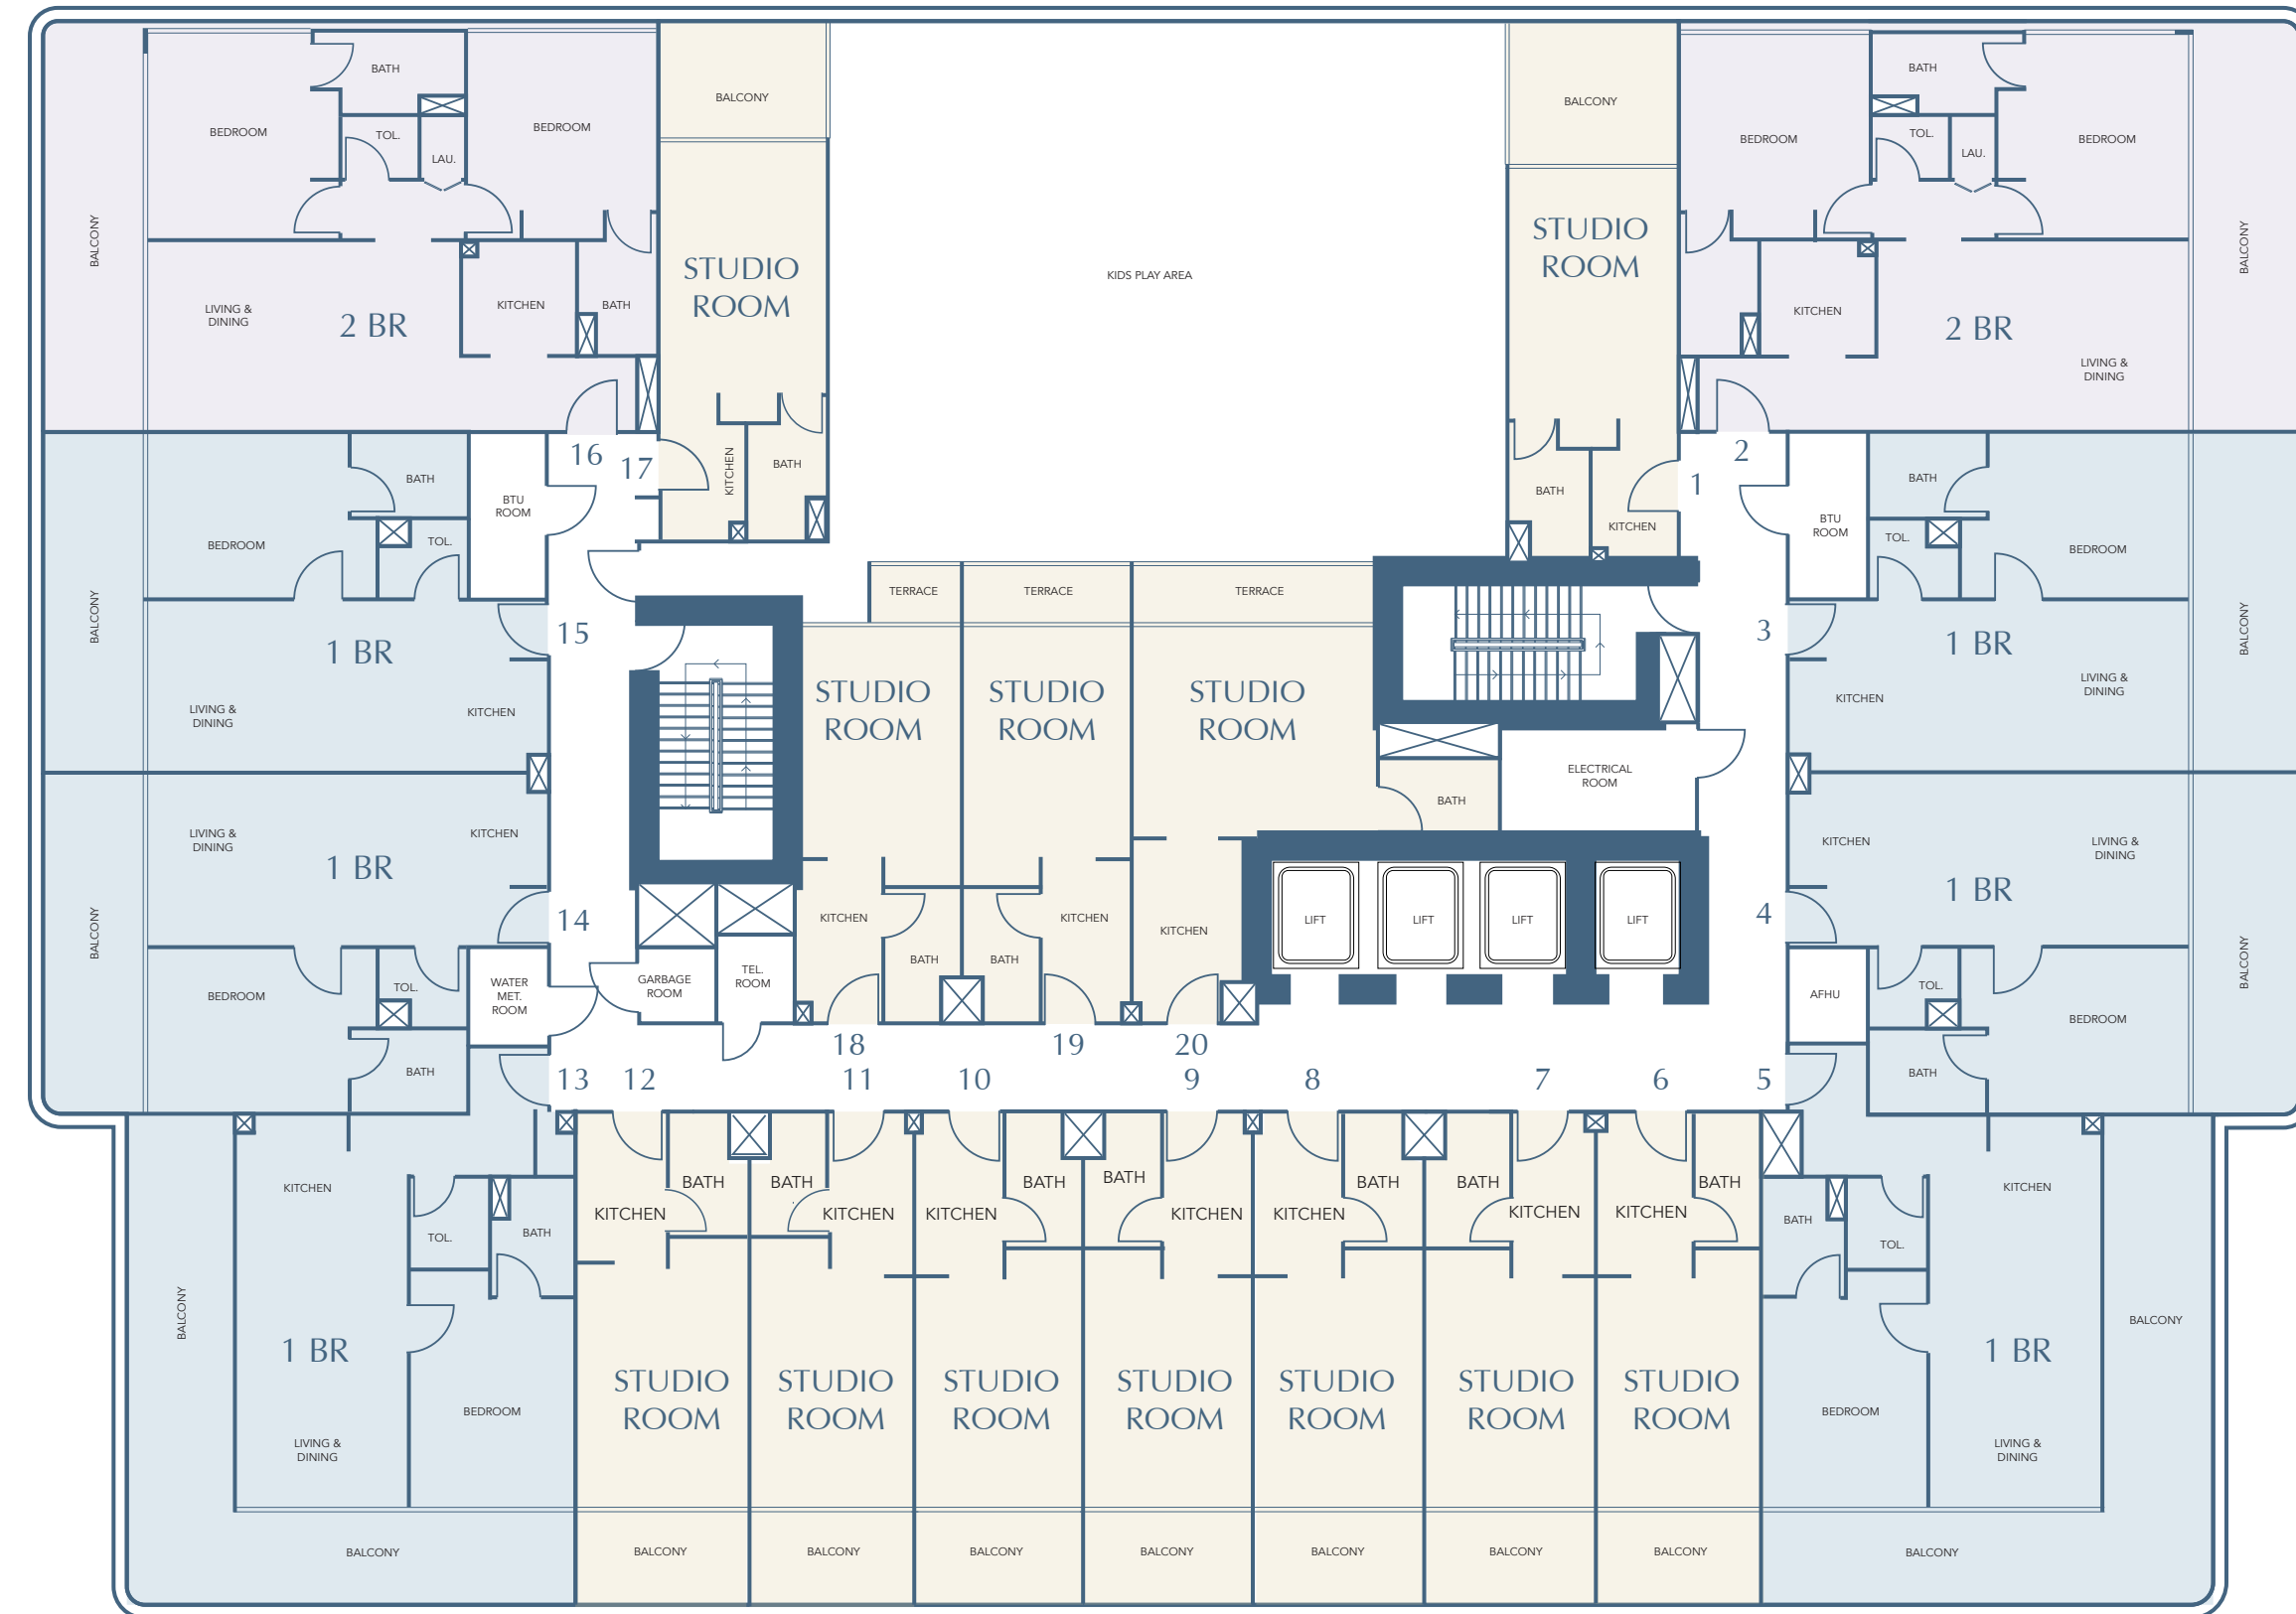 BATH
BATH
BALCONY
BALCONY
BEDROOM
TOL.
LAU.
BEDROOM
BEDROOM
TOL.
LAU.
BEDROOM
BALCONY
STUDIO
ROOM
KIDS PLAY AREA
STUDIO
ROOM
BALCONY
LIVING &
DINING
2 BR
KITCHEN
BATH
KITCHEN
2 BR
LIVING &
DINING
16
17
KITCHEN
BATH
BATH
KITCHEN
1
2
BATH
BTU
ROOM
BEDROOM
TOL.
BTU
ROOM
BATH
TOL.
BEDROOM
BALCONY
TERRACE
TERRACE
TERRACE
BALCONY
15
1 BR
3
1 BR
LIVING &
DINING
KITCHEN
STUDIO
ROOM
STUDIO
ROOM
STUDIO
ROOM
KITCHEN
LIVING &
DINING
ELECTRICAL
ROOM
BATH
LIVING &
DINING
KITCHEN
1 BR
KITCHEN
LIVING &
DINING
1 BR
BALCONY
14
KITCHEN
KITCHEN
KITCHEN
LIFT
LIFT
LIFT
LIFT
4
BALCONY
BEDROOM
TOL.
WATER
MET.
ROOM
GARBAGE
ROOM
TEL.
ROOM
BATH
BATH
AFHU
TOL.
BEDROOM
18
19
20
BATH
13
12
11
10
9
8
7
6
5
BATH
KITCHEN
TOL.
BATH
KITCHEN
BATH
BATH
KITCHEN
KITCHEN
BATH
BATH
KITCHEN
KITCHEN
BATH
BATH
KITCHEN
KITCHEN
BATH
BATH
TOL.
KITCHEN
BALCONY
1 BR
BEDROOM
LIVING &
DINING
STUDIO
ROOM
STUDIO
ROOM
STUDIO
ROOM
STUDIO
ROOM
STUDIO
ROOM
STUDIO
ROOM
STUDIO
ROOM
BEDROOM
1 BR
LIVING &
DINING
BALCONY
BALCONY
BALCONY
BALCONY
BALCONY
BALCONY
BALCONY
BALCONY
BALCONY
BALCONY